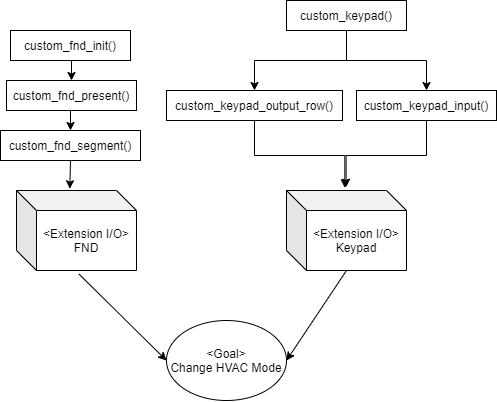 custom_keypad()
custom_fnd_init()
custom_fnd_present()
custom_keypad_output_row()
custom_keypad_input()
custom_fnd_segment()
<Extension I/O>
FND
<Extension I/O>
Keypad
<Goal>
Change HVAC Mode